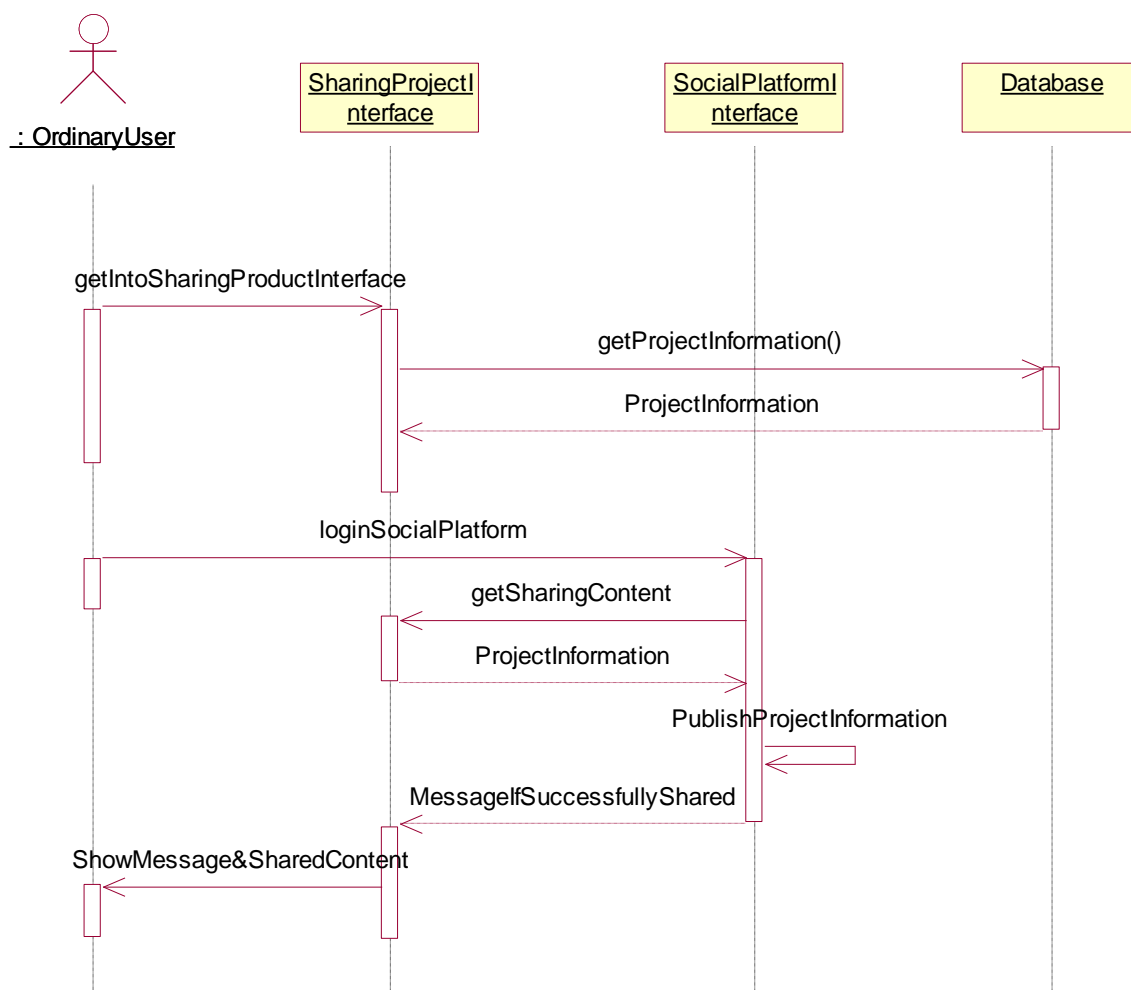 SharingProjectI
nterface
SocialPlatformI
nterface
Database
: OrdinaryUser
getIntoSharingProductInterface
getProjectInformation()
ProjectInformation
loginSocialPlatform
getSharingContent
ProjectInformation
PublishProjectInformation
MessageIfSuccessfullyShared
ShowMessage&SharedContent